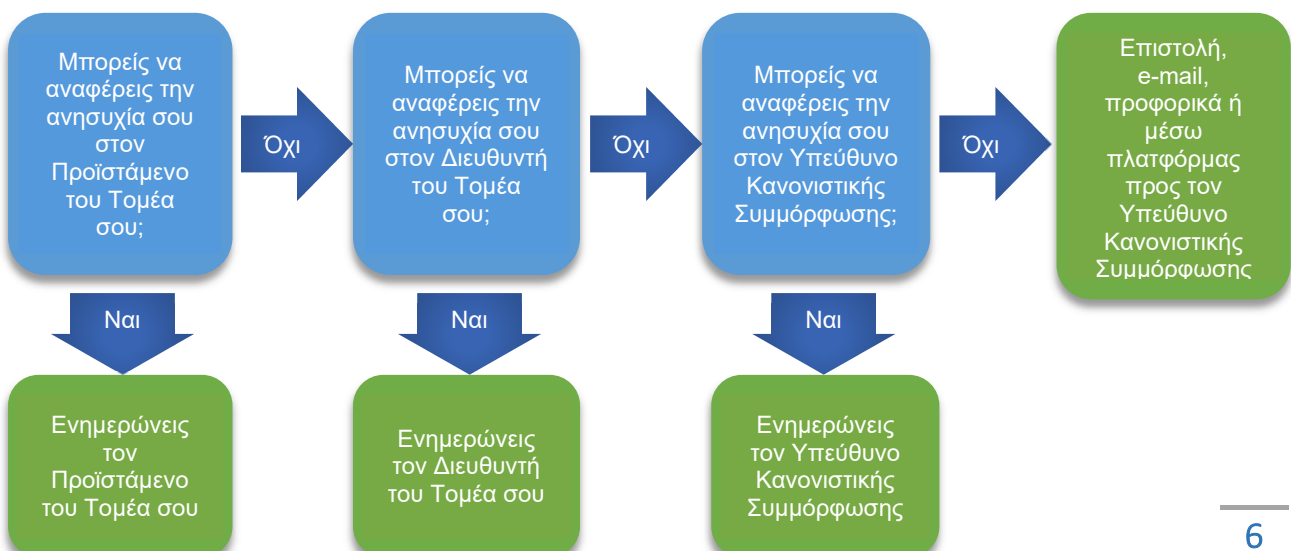 Μπορείς να
αναφέρεις την
ανησυχία σου
στον
Προϊστάμενο
του Τομέα
σου;
Όχι
Μπορείς να
αναφέρεις την
ανησυχία σου
στον Διευθυντή
του Τομέα
σου;
Όχι
Μπορείς να
αναφέρεις την
ανησυχία σου
στον Υπεύθυνο
Κανονιστικής
Συμμόρφωσης;
Όχι
Επιστολή,
e-mail,
προφορικά ή
μέσω
πλατφόρμας
προς τον
Υπεύθυνο
Κανονιστικής
Συμμόρφωσης
Ναι
Ναι
Ναι
Ενημερώνεις
τον
Προϊστάμενο
του Τομέα σου
Ενημερώνεις
τον Διευθυντή
του Τομέα σου
Ενημερώνεις
τον Υπεύθυνο
Κανονιστικής
Συμμόρφωσης
6